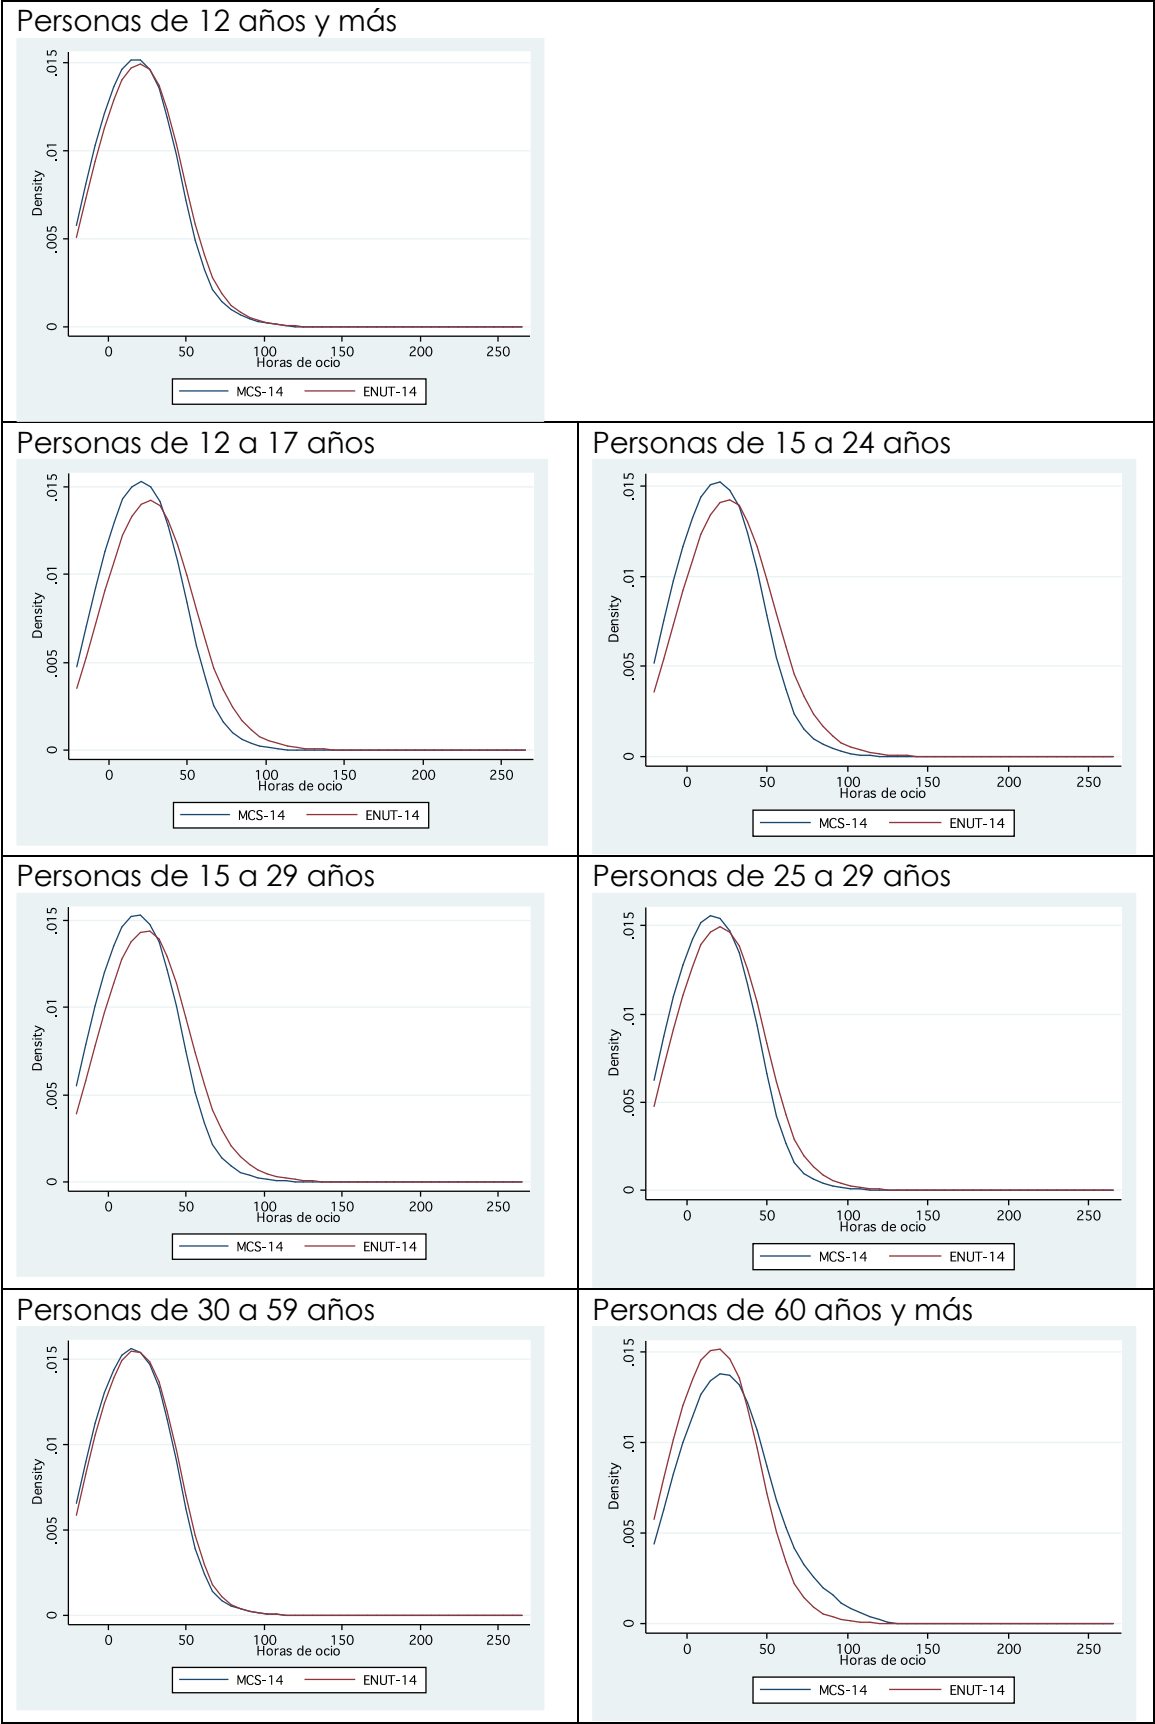 Personas de 12 años y más
.015
.01
Density
.005
0
0 50 100 150 200 250
Horas de ocio
MCS-14 ENUT-14
Personas de 12 a 17 años
.015
.01
Density
.005
0
0 50 100 150 200 250
Horas de ocio
MCS-14 ENUT-14
Personas de 15 a 24 años
.015
.01
Density
.005
0
0 50 100 150 200 250
Horas de ocio
MCS-14 ENUT-14
Personas de 15 a 29 años
.015
.01
Density
.005
0
0 50 100 150 200 250
Horas de ocio
MCS-14 ENUT-14
Personas de 25 a 29 años
.015
.01
Density
.005
0
0 50 100 150 200 250
Horas de ocio
MCS-14 ENUT-14
Personas de 30 a 59 años
.015
.01
Density
.005
0
0 50 100 150 200 250
Horas de ocio
MCS-14 ENUT-14
Personas de 60 años y más
.015
.01
Density
.005
0
0 50 100 150 200 250
Horas de ocio
MCS-14 ENUT-14